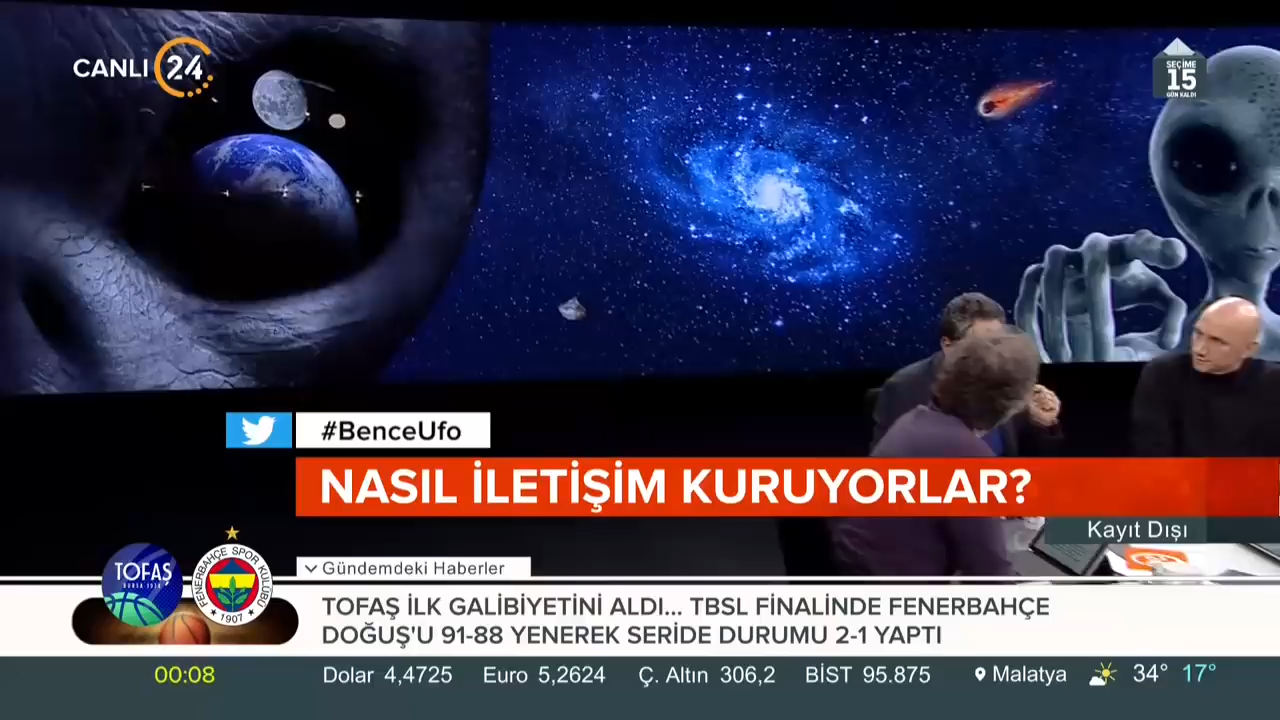 CANLI 24
SEÇİME
15
GÜN KALDI
#BenceUfo
NASIL İLETİŞİM KURUYORLAR?
Kayıt Dışı
TOFAŞ
BURSA 1974
FENERBAHÇE SPOR KULÜBÜ
★ 1907 ★
Gündemdeki Haberler
TOFAŞ İLK GALİBİYETİNİ ALDI... TBSL FİNALİNDE FENERBAHÇE
DOĞUŞ'U 91-88 YENEREK SERİDE DURUMU 2-1 YAPTI
00:08 Dolar 4,4725 Euro 5,2624 Ç. Altın 306,2 BİST 95.875 Malatya 34° 17°